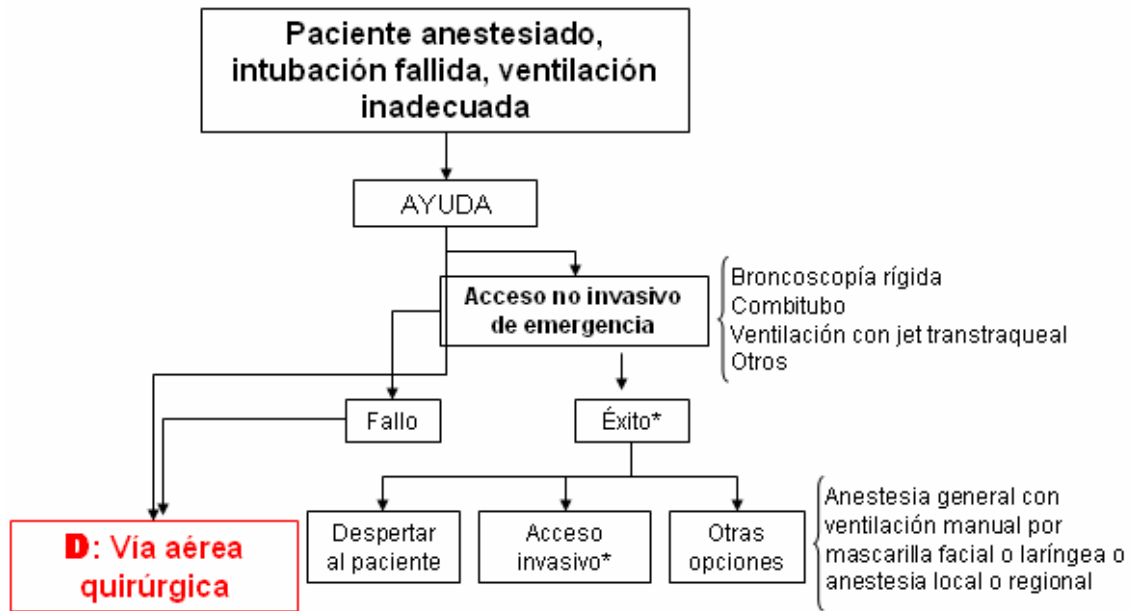 Paciente anestesiado,
intubación fallida, ventilación
inadecuada
AYUDA
Acceso no invasivo
de emergencia
Broncoscopía rígida
Combitubo
Ventilación con jet transtraqueal
Otros
Fallo
Éxito*
D: Vía aérea
quirúrgica
Despertar
al paciente
Acceso
invasivo*
Otras
opciones
Anestesia general con
ventilación manual por
mascarilla facial o laríngea o
anestesia local o regional